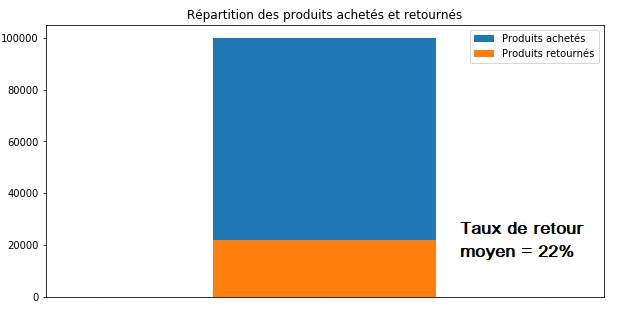 Répartition des produits achetés et retournés
100000
80000
60000
40000
20000
0
Produits achetés
Produits retournés
Taux de retour
moyen = 22%